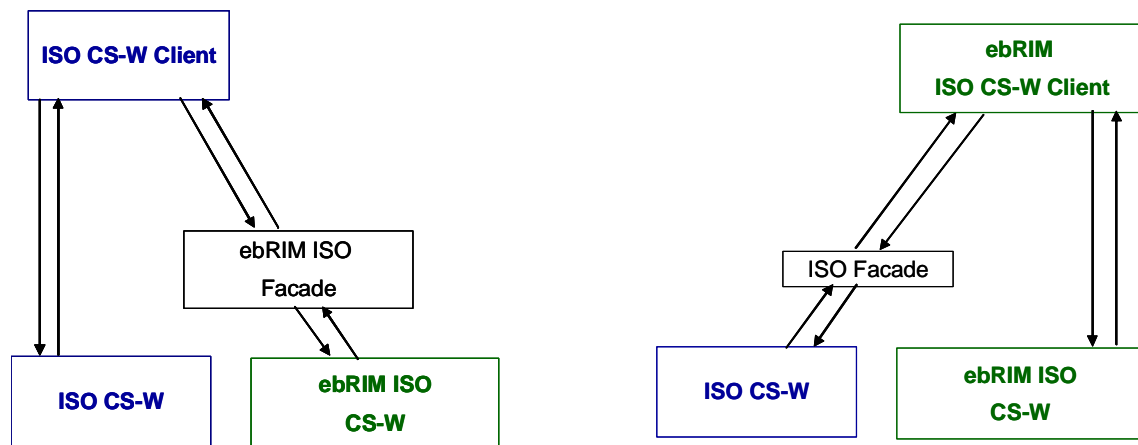 ISO CS-W Client
ebRIM ISO
Facade
ISO CS-W
ebRIM ISO
CS-W
ebRIM
ISO CS-W Client
ISO Facade
ISO CS-W
ebRIM ISO
CS-W